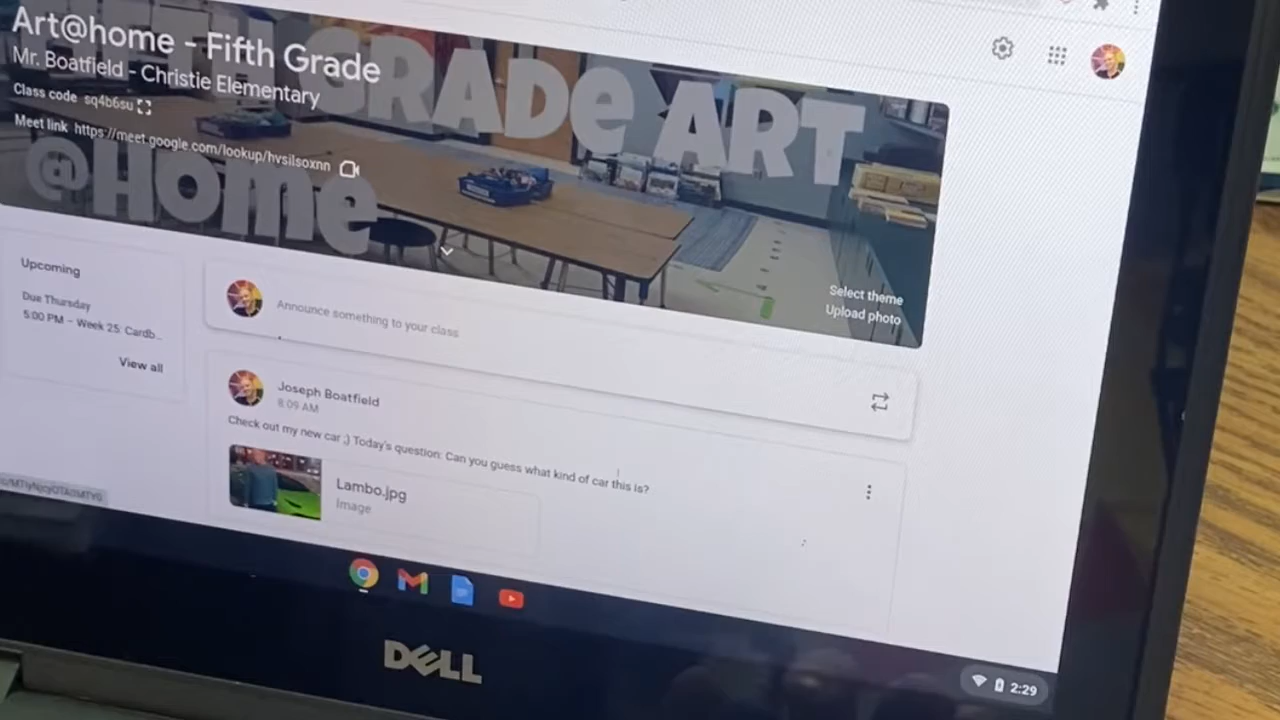 Art@home - Fifth Grade
Mr. Boatfield - Christie Elementary
Class code sq4b6su
Meet link https://meet.google.com/lookup/hvsilsoxnn
GRADe ART
@Home
Select theme
Upload photo
Upcoming
Due Thursday
5:00 PM – Week 25: Cardb...
View all
Announce something to your class
Joseph Boatfield
8:09 AM
Check out my new car ;) Today's question: Can you guess what kind of car this is?
Lambo.jpg
Image
DELL
2:29